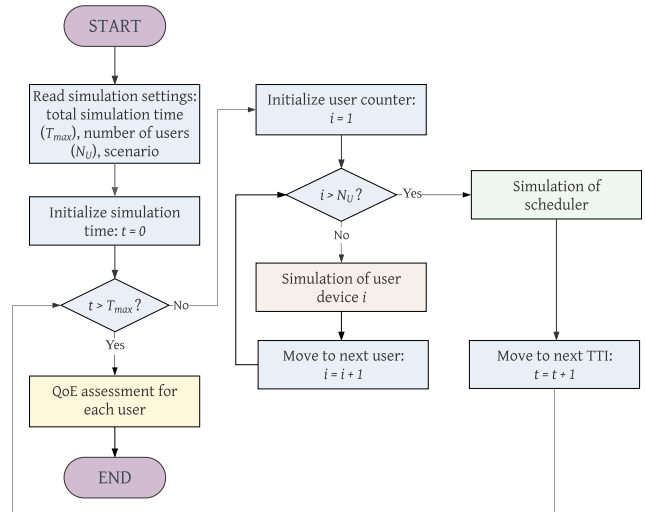 START
Read simulation settings:
total simulation time
(Tmax), number of users
(NU), scenario
Initialize simulation
time: t = 0
t > Tmax ?
No
Yes
QoE assessment for
each user
END
Initialize user counter:
i = 1
i > NU ?
Yes
No
Simulation of user
device i
Move to next user:
i = i + 1
Simulation of
scheduler
Move to next TTI:
t = t + 1